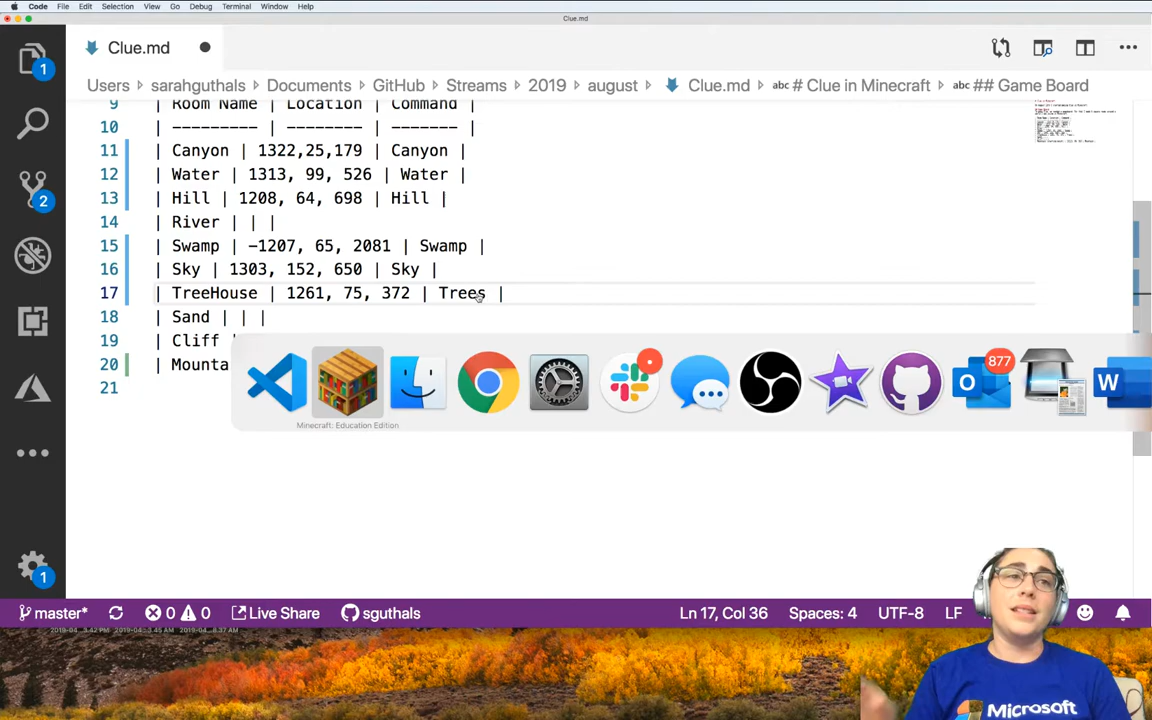 Code File Edit Selection View Go Debug Terminal Window Help
Clue.md
1 Clue.md
Users > sarahguthals > Documents > GitHub > Streams > 2019 > august > Clue.md > abc # Clue in Minecraft > abc ## Game Board
9 | Room Name | Location | Command |
10 | --------- | -------- | ------- |
11 | Canyon | 1322,25,179 | Canyon |
12 | Water | 1313, 99, 526 | Water |
13 | Hill | 1208, 64, 698 | Hill |
2
14 | River | | |
15 | Swamp | -1207, 65, 2081 | Swamp |
16 | Sky | 1303, 152, 650 | Sky |
17 | TreeHouse | 1261, 75, 372 | Trees |
18 | Sand | | |
19 | Cliff
20 | Mounta
877
W
21
Minecraft: Education Edition
1
master* 0 0 Live Share sguthals Ln 17, Col 36 Spaces: 4 UTF-8 LF
Microsoft